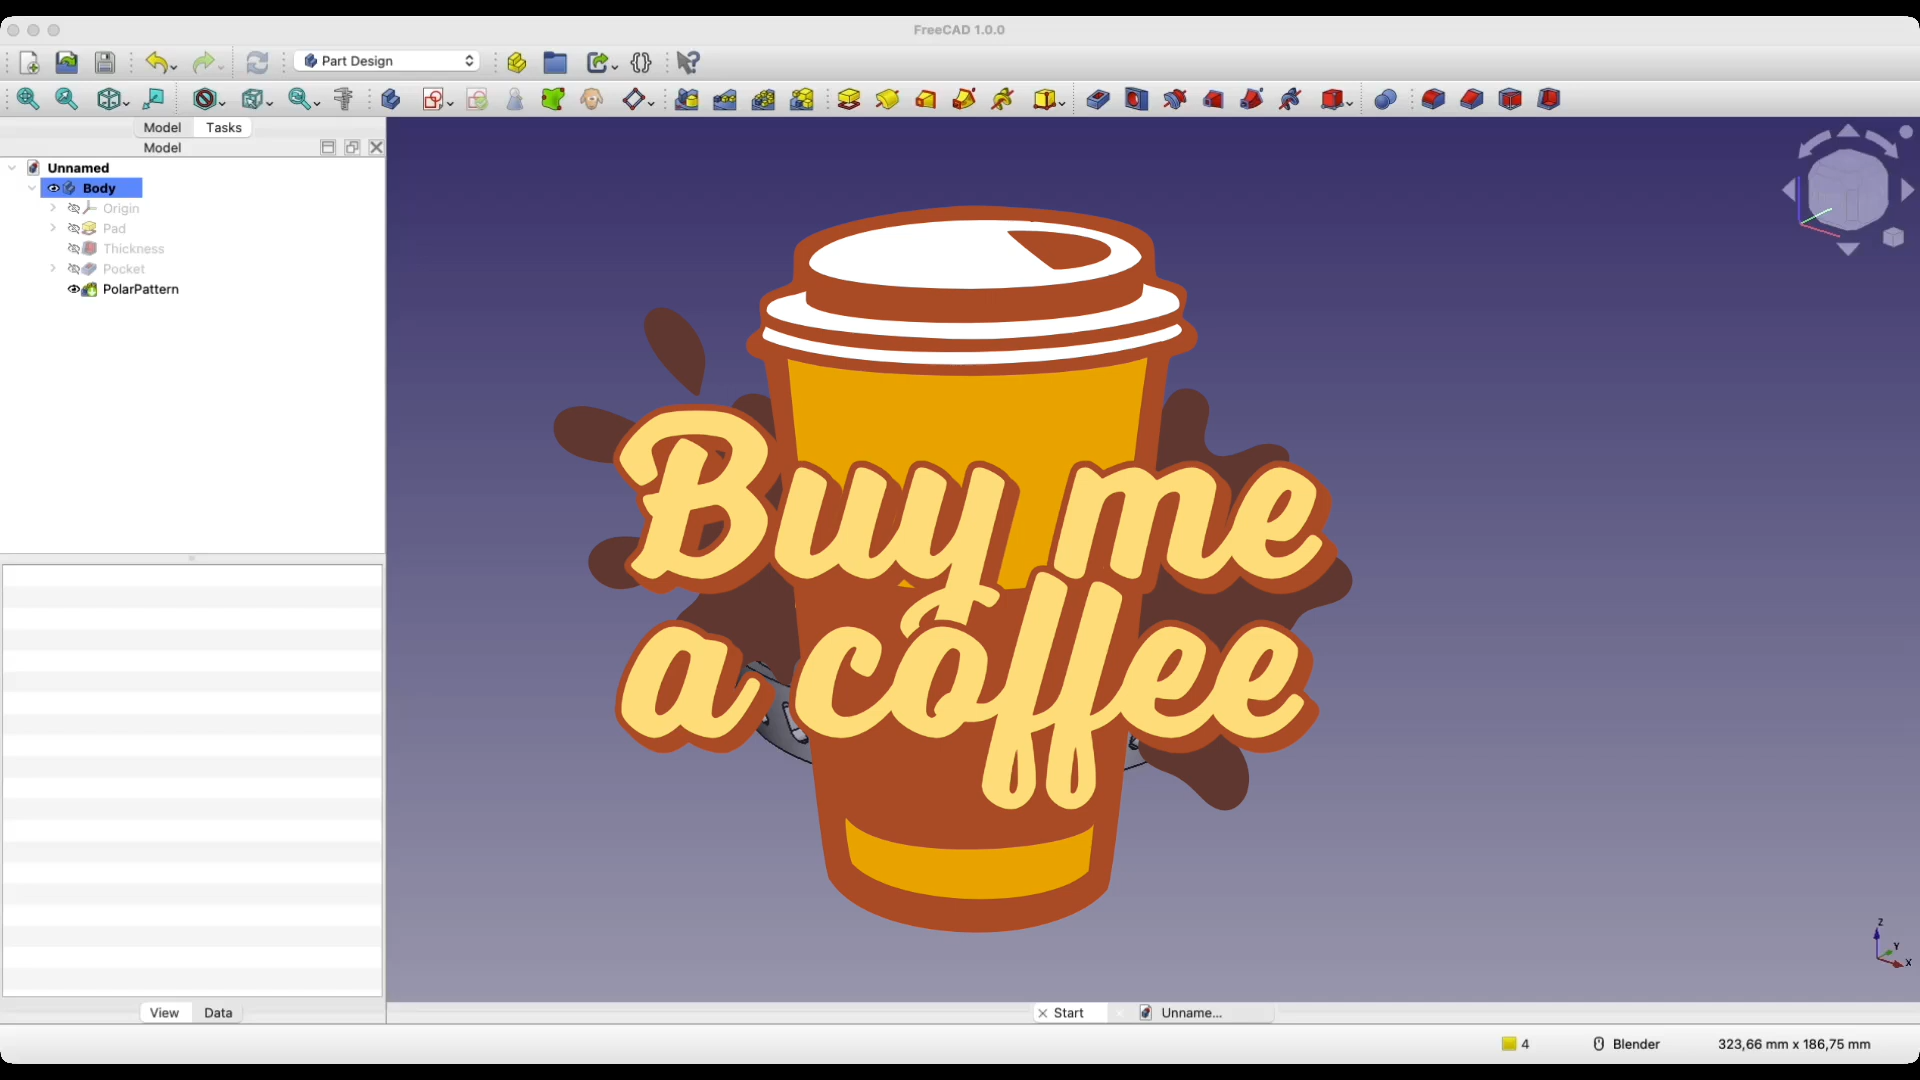 FreeCAD 1.0.0
Part Design
Model
Tasks
Model
Unnamed
Body
Origin
Pad
Thickness
Pocket
PolarPattern
Buy me
a coffee
Z
Y
X
View
Data
Start
Unname...
4
Blender
323,66 mm x 186,75 mm